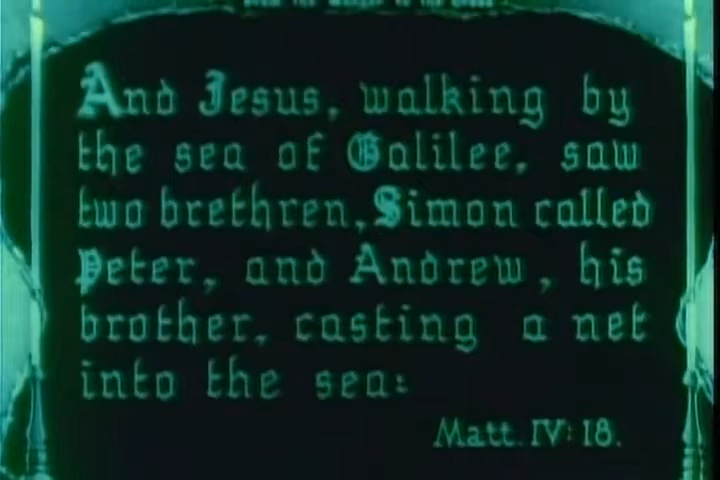 And Jesus, walking by
the sea of Galilee, saw
two brethren, Simon called
Peter, and Andrew, his
brother, casting a net
into the sea:
Matt. IV: 18.